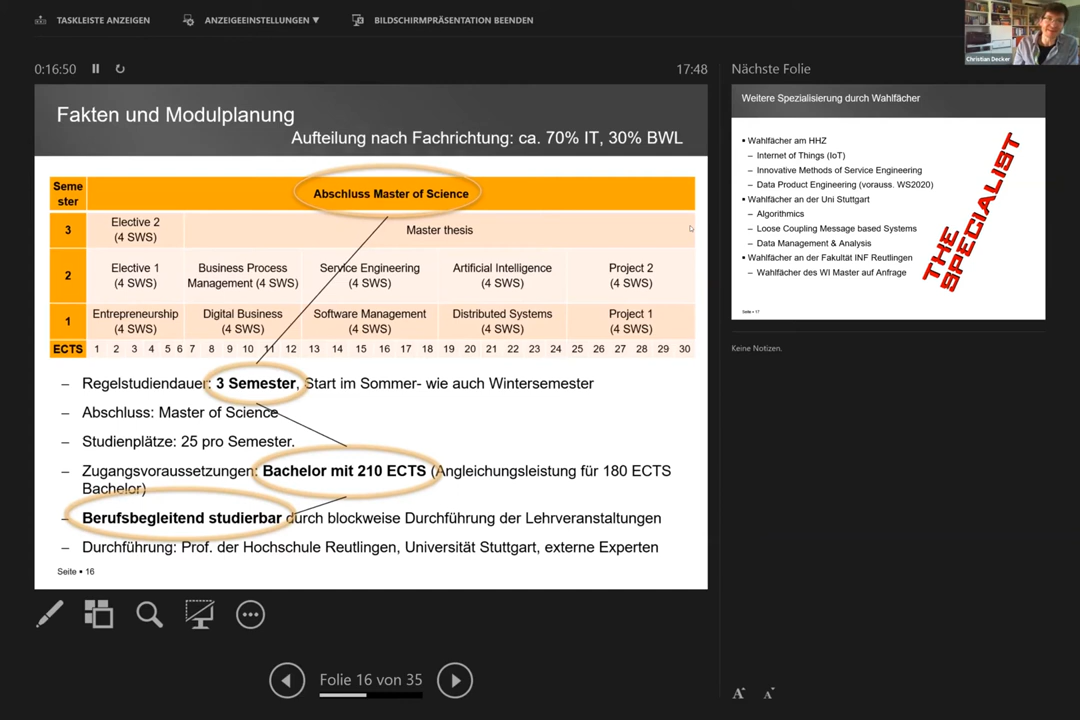 TASKLEISTE ANZEIGEN
ANZEIGEEINSTELLUNGEN ▼
BILDSCHIRMPRÄSENTATION BEENDEN
Christian Decker
0:16:50
17:48
Nächste Folie
Fakten und Modulplanung
Aufteilung nach Fachrichtung: ca. 70% IT, 30% BWL
Seme
ster
Abschluss Master of Science
3
Elective 2
(4 SWS)
Master thesis
2
Elective 1
(4 SWS)
Business Process
Management (4 SWS)
Service Engineering
(4 SWS)
Artificial Intelligence
(4 SWS)
Project 2
(4 SWS)
1
Entrepreneurship
(4 SWS)
Digital Business
(4 SWS)
Software Management
(4 SWS)
Distributed Systems
(4 SWS)
Project 1
(4 SWS)
ECTS 1 2 3 4 5 6 7 8 9 10 11 12 13 14 15 16 17 18 19 20 21 22 23 24 25 26 27 28 29 30
– Regelstudiendauer: 3 Semester, Start im Sommer- wie auch Wintersemester
– Abschluss: Master of Science
– Studienplätze: 25 pro Semester.
– Zugangsvoraussetzungen: Bachelor mit 210 ECTS (Angleichungsleistung für 180 ECTS
Bachelor)
– Berufsbegleitend studierbar durch blockweise Durchführung der Lehrveranstaltungen
– Durchführung: Prof. der Hochschule Reutlingen, Universität Stuttgart, externe Experten
Seite ▪ 16
Weitere Spezialisierung durch Wahlfächer
▪ Wahlfächer am HHZ
– Internet of Things (IoT)
– Innovative Methods of Service Engineering
– Data Product Engineering (vorauss. WS2020)
▪ Wahlfächer an der Uni Stuttgart
– Algorithmics
– Loose Coupling Message based Systems
– Data Management & Analysis
▪ Wahlfächer an der Fakultät INF Reutlingen
– Wahlfächer des WI Master auf Anfrage
THE
SPECIALIST
Seite ▪ 17
Keine Notizen.
Folie 16 von 35
A A